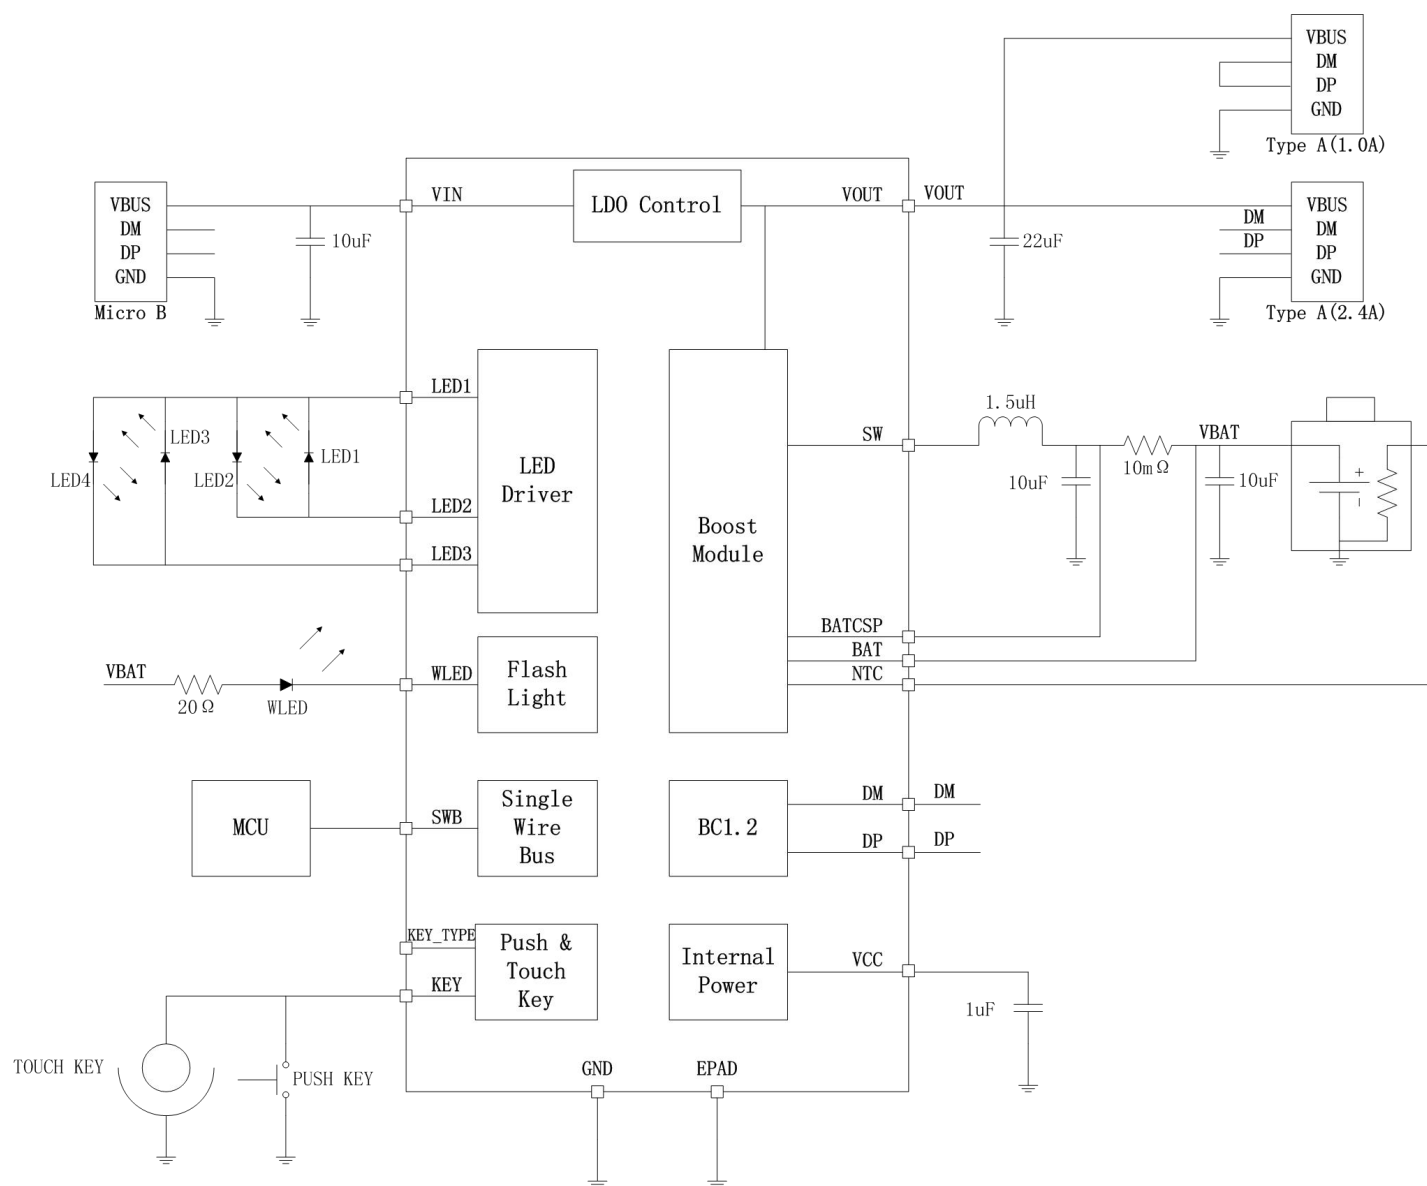 VBUS
DM
DP
GND
Type A(1.0A)
VBUS
DM
DP
GND
Micro B
10uF
VIN
LDO Control
VOUT
VOUT
22uF
DM
DP
VBUS
DM
DP
GND
Type A(2.4A)
LED1
LED3
LED1
LED4
LED2
LED2
LED3
LED
Driver
Boost
Module
SW
1.5uH
10uF
10mΩ
VBAT
10uF
+
-
BATCSP
BAT
NTC
VBAT
20Ω
WLED
WLED
Flash
Light
MCU
SWB
Single
Wire
Bus
BC1.2
DM
DM
DP
DP
KEY_TYPE
KEY
Push &
Touch
Key
Internal
Power
VCC
1uF
TOUCH KEY
PUSH KEY
GND
EPAD